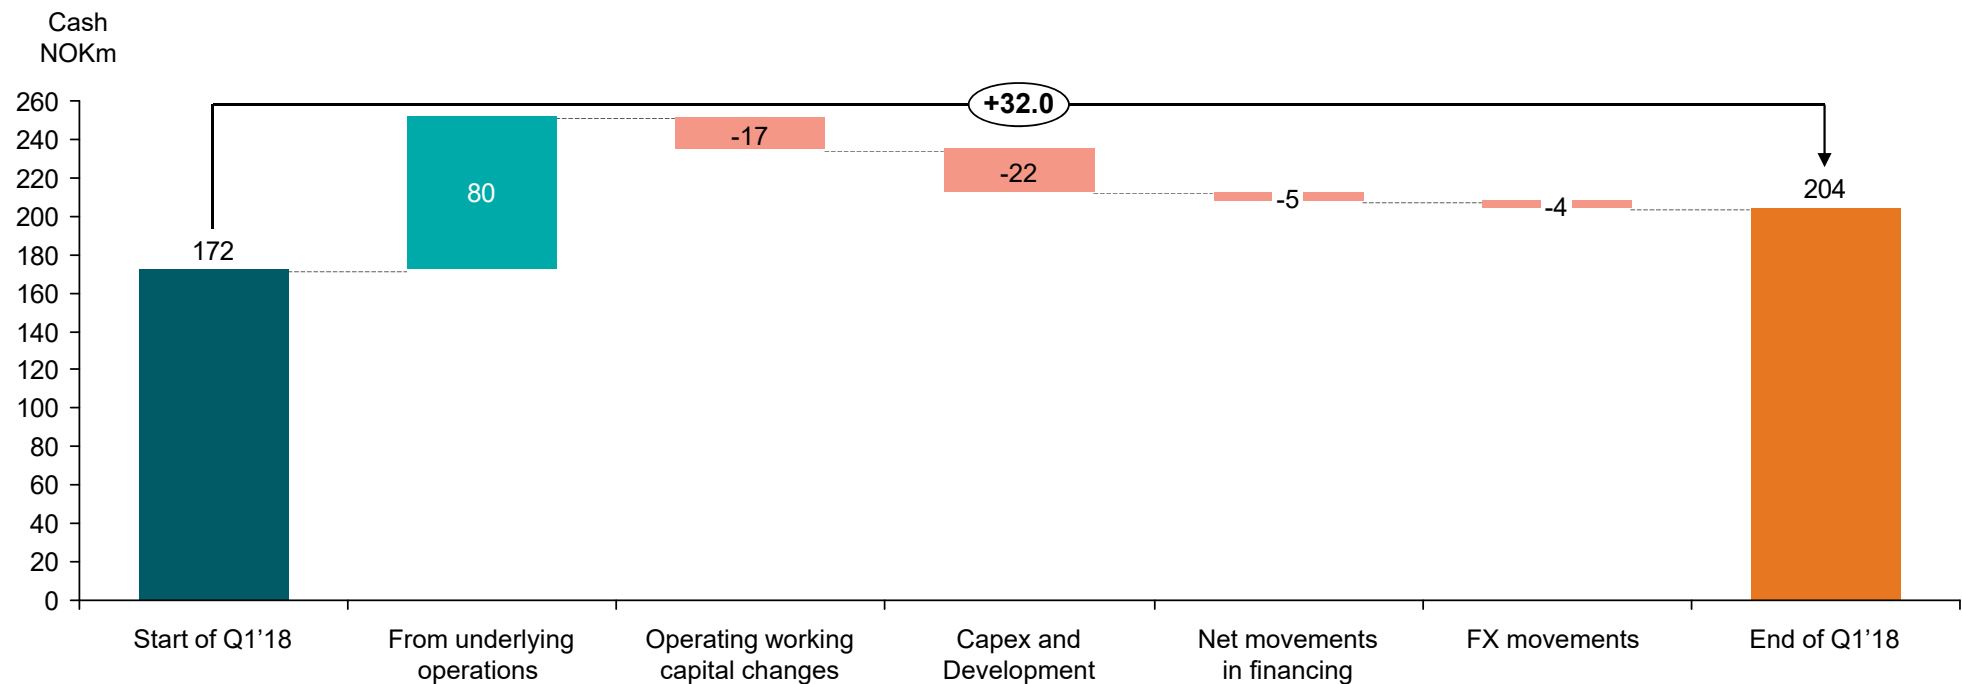 Cash
NOKm
260
240
220
200
180
160
140
120
100
80
60
40
20
0
+32.0
172
80
-17
-22
-5
-4
204
Start of Q1’18
From underlying
operations
Operating working
capital changes
Capex and
Development
Net movements
in financing
FX movements
End of Q1’18